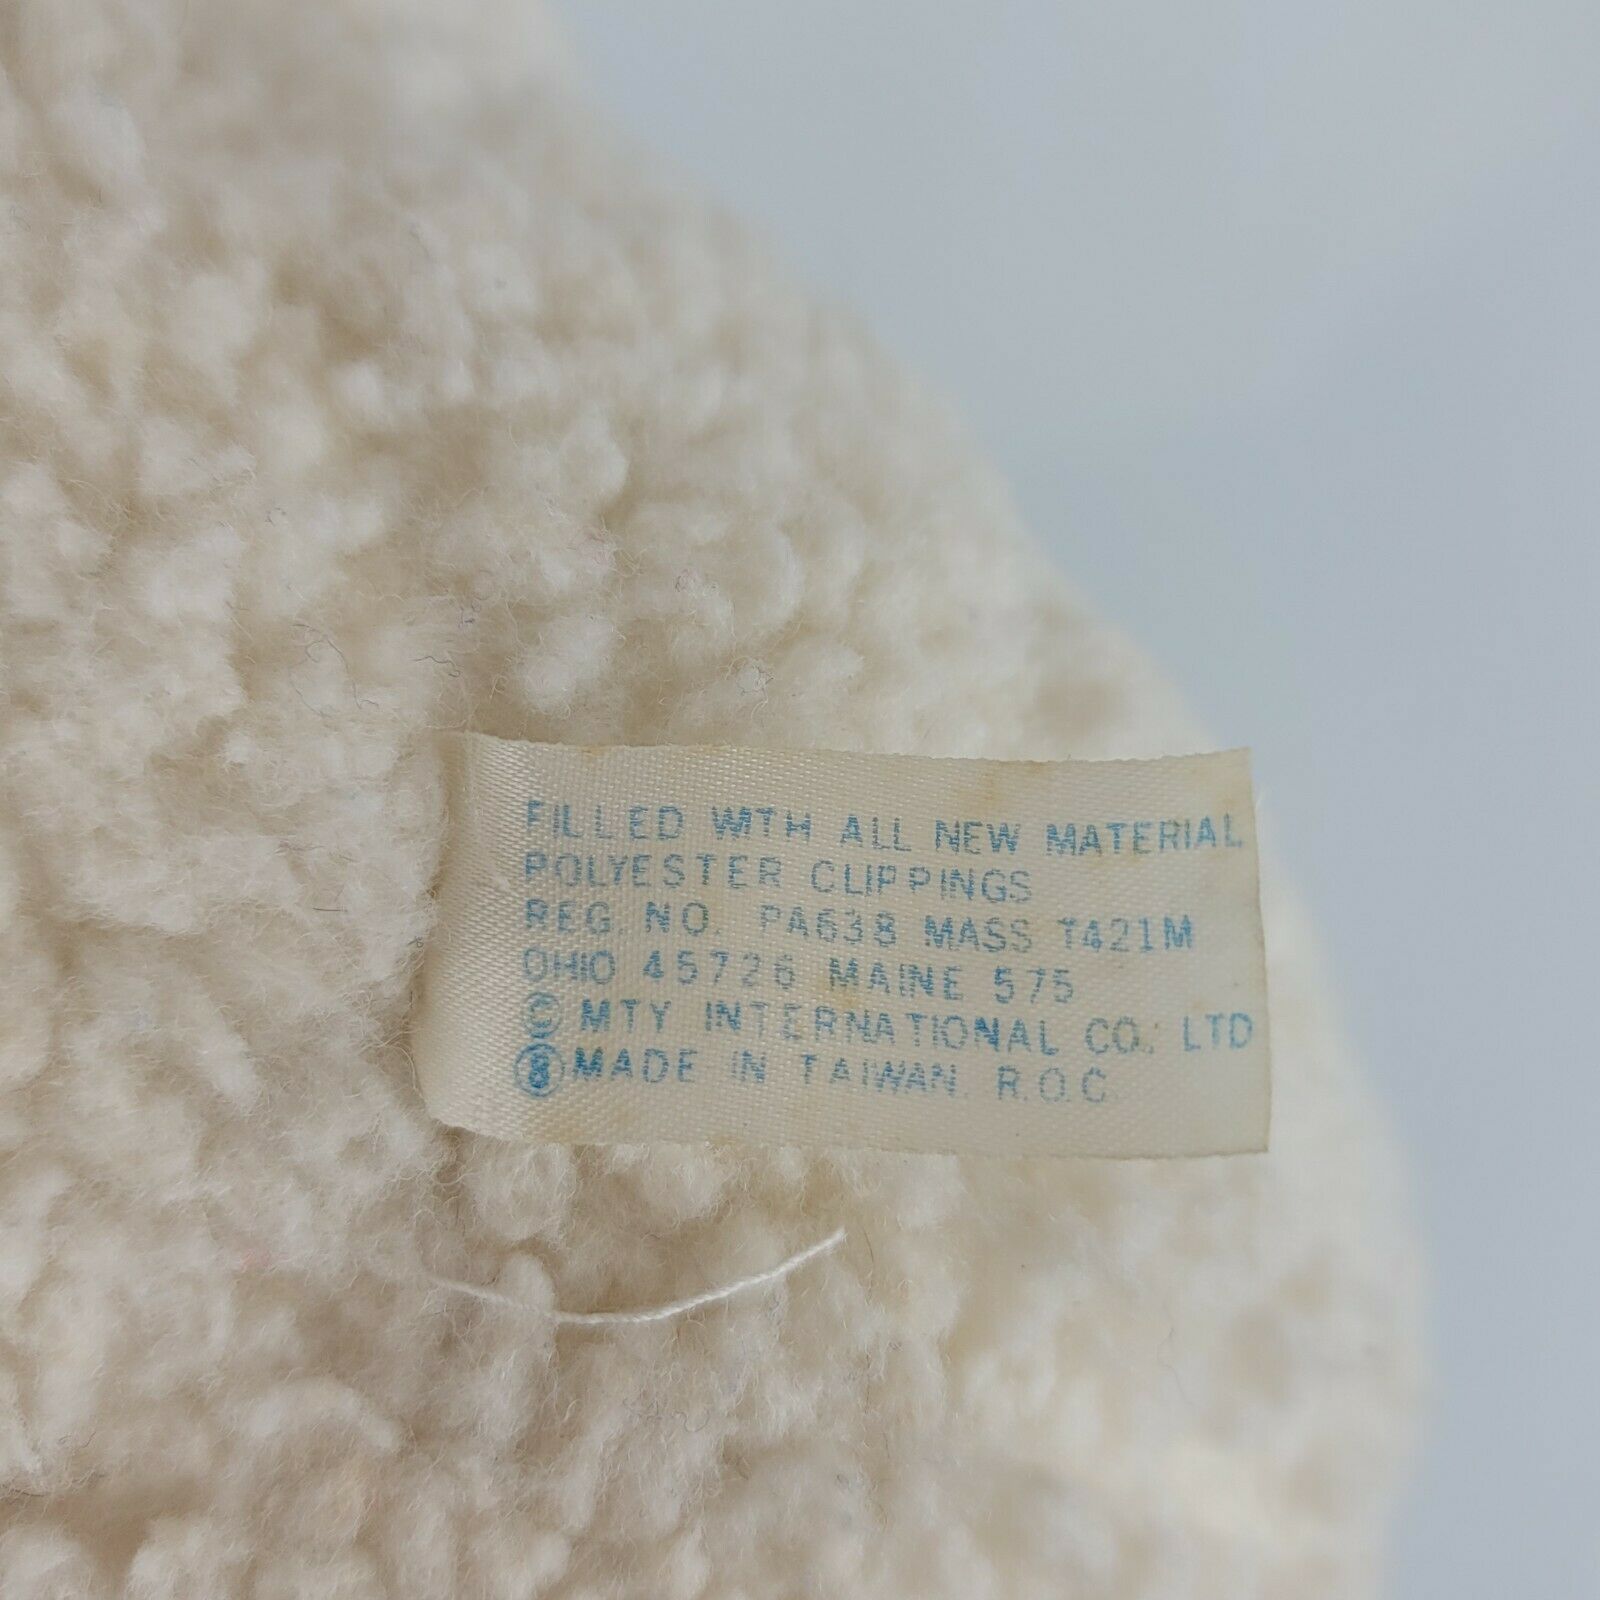 FILLED WITH ALL NEW MATERIAL
POLYESTER CLIPPINGS
REG. NO. PA638 MASS T421M
OHIO 45726 MAINE 575
© MTY INTERNATIONAL CO. LTD
MADE IN TAIWAN. R.O.C